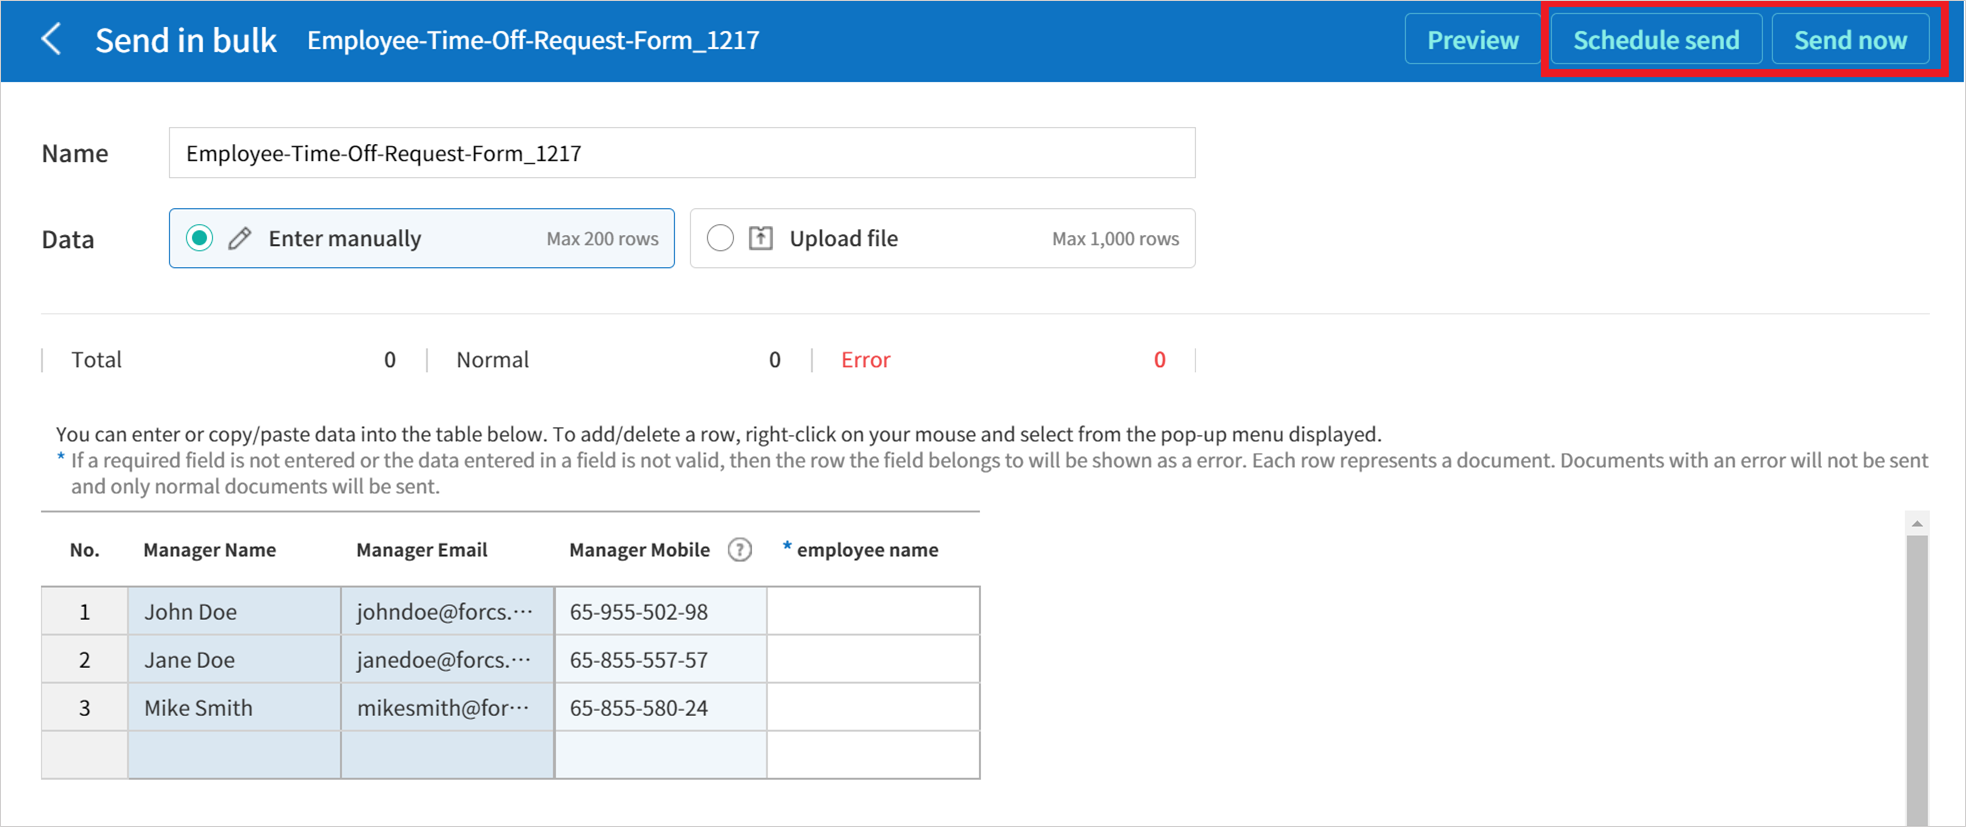 Send in bulk Employee-Time-Off-Request-Form_1217 Preview Schedule send Send now
Name Employee-Time-Off-Request-Form_1217
Data Enter manually Max 200 rows Upload file Max 1,000 rows
Total 0 Normal 0 Error 0
You can enter or copy/paste data into the table below. To add/delete a row, right-click on your mouse and select from the pop-up menu displayed.
* If a required field is not entered or the data entered in a field is not valid, then the row the field belongs to will be shown as a error. Each row represents a document. Documents with an error will not be sent
and only normal documents will be sent.
No. Manager Name Manager Email Manager Mobile ? * employee name
1 John Doe johndoe@forcs.⋯ 65-955-502-98
2 Jane Doe janedoe@forcs.⋯ 65-855-557-57
3 Mike Smith mikesmith@for⋯ 65-855-580-24